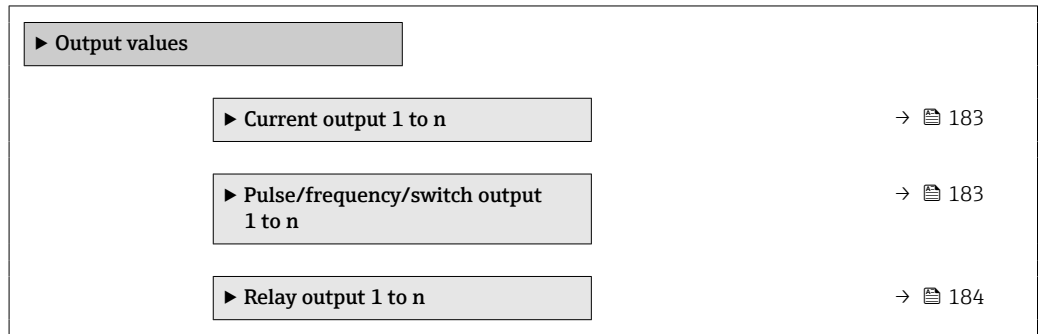 ▶ Output values
▶ Current output 1 to n → 183
▶ Pulse/frequency/switch output → 183
1 to n
▶ Relay output 1 to n → 184